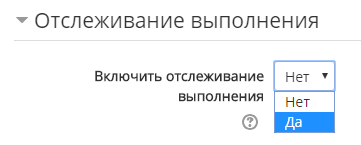 Отслеживание выполнения
Включить отслеживание Нет
выполнения Нет
Да